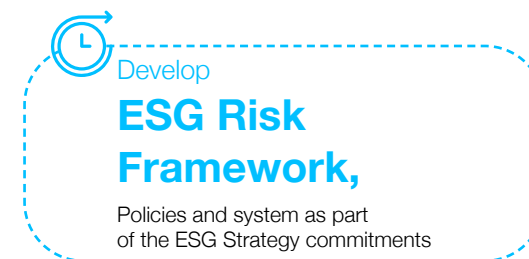 Develop
ESG Risk
Framework,
Policies and system as part
of the ESG Strategy commitments